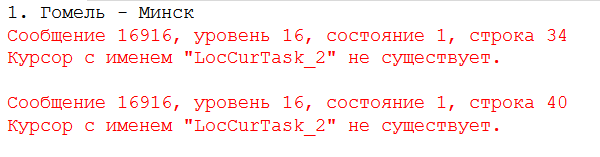 1. Гомель - Минск
Сообщение 16916, уровень 16, состояние 1, строка 34
Курсор с именем "LocCurTask_2" не существует.
Сообщение 16916, уровень 16, состояние 1, строка 40
Курсор с именем "LocCurTask_2" не существует.